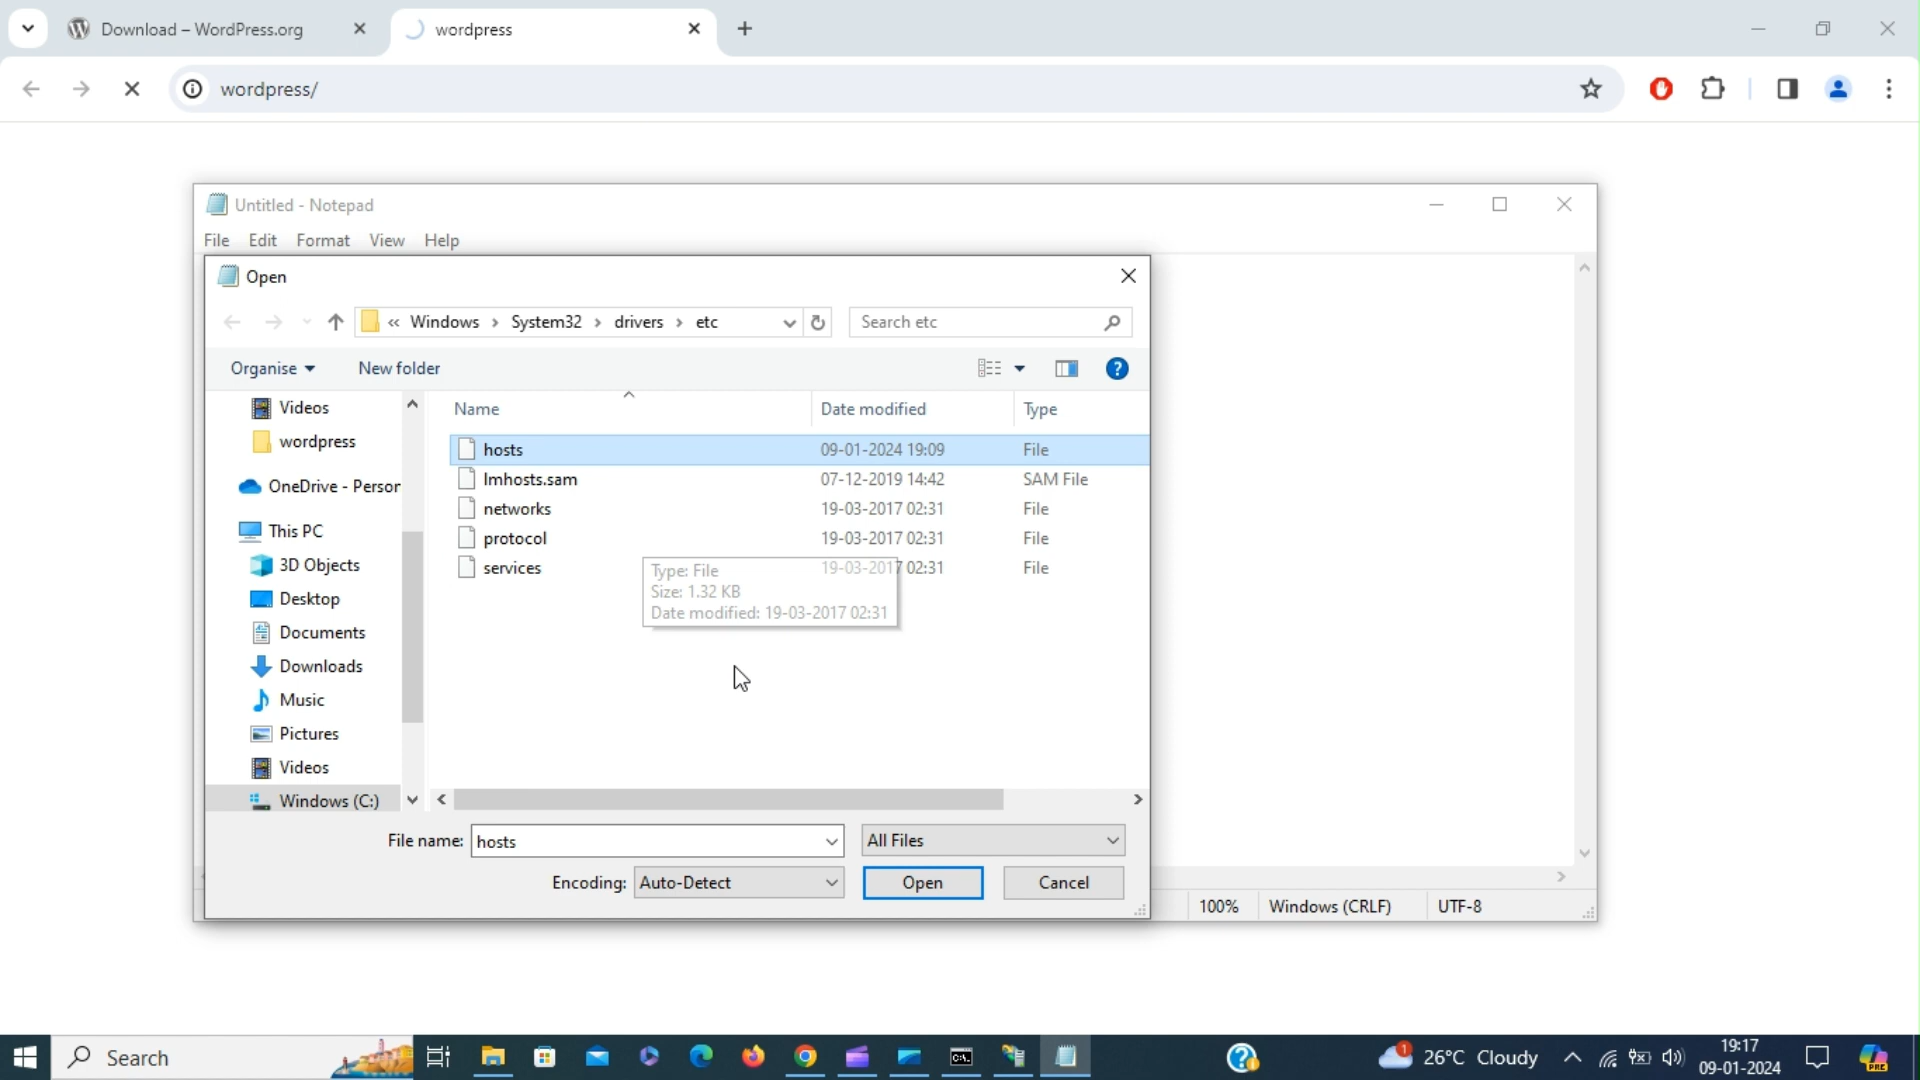 Download – WordPress.org
wordpress
wordpress/
Untitled - Notepad
File Edit Format View Help
Open
« Windows › System32 › drivers › etc
Search etc
Organise New folder
Name Date modified Type
Videos
wordpress
OneDrive - Person
This PC
3D Objects
Desktop
Documents
Downloads
Music
Pictures
Videos
Windows (C:)
hosts 09-01-2024 19:09 File
lmhosts.sam 07-12-2019 14:42 SAM File
networks 19-03-2017 02:31 File
protocol 19-03-2017 02:31 File
services 19-03-2017 02:31 File
Type: File
Size: 1.32 KB
Date modified: 19-03-2017 02:31
File name: hosts All Files
Encoding: Auto-Detect Open Cancel
100% Windows (CRLF) UTF-8
Search
26°C Cloudy
19:17
09-01-2024